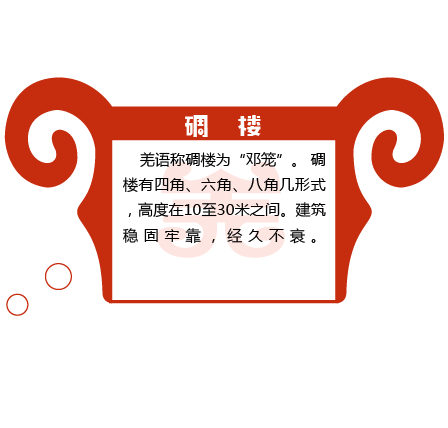 碉 楼
羌语称碉楼为“邓笼”。碉
楼有四角、六角、八角几形式
，高度在10至30米之间。建筑
稳固牢靠，经久不衰。